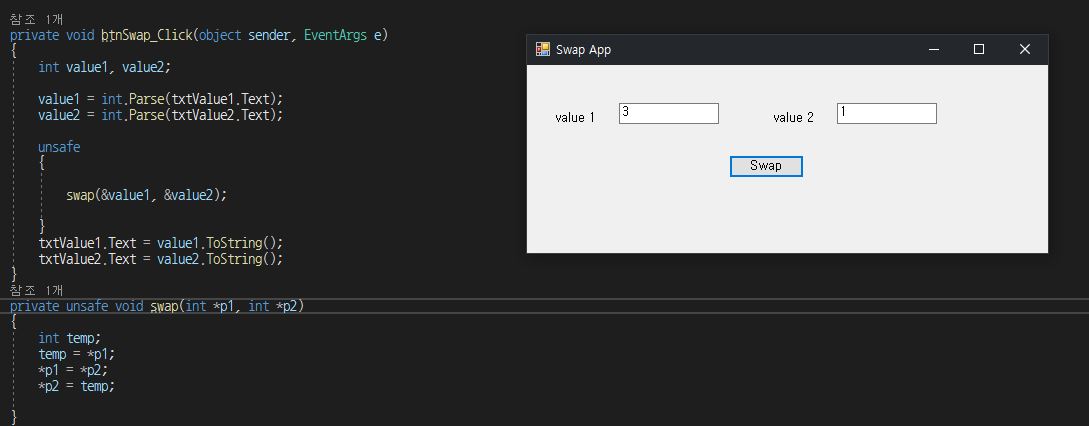 참조 1개
private void btnSwap_Click(object sender, EventArgs e)
{
int value1, value2;
value1 = int.Parse(txtValue1.Text);
value2 = int.Parse(txtValue2.Text);
unsafe
{
swap(&value1, &value2);
}
txtValue1.Text = value1.ToString();
txtValue2.Text = value2.ToString();
}
참조 1개
private unsafe void swap(int *p1, int *p2)
{
int temp;
temp = *p1;
*p1 = *p2;
*p2 = temp;
}
Swap App
value 1 3 value 2 1
Swap